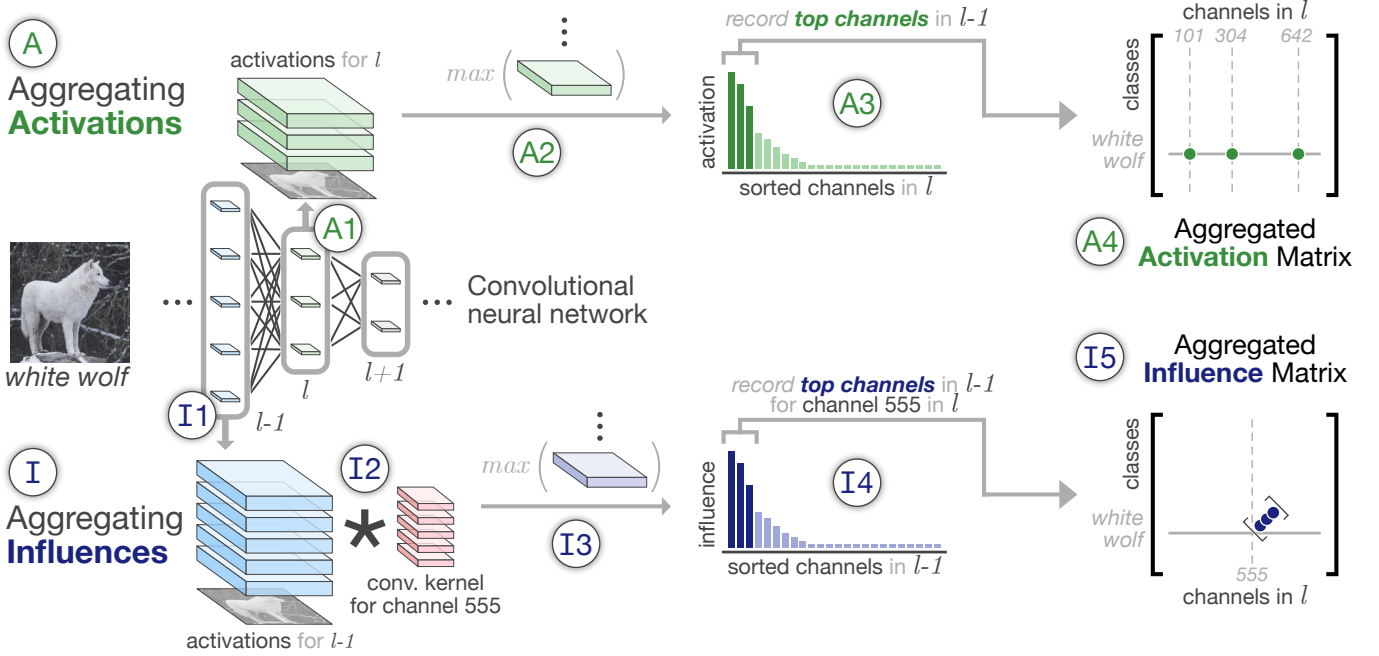 A
Aggregating
Activations
activations for l
max
A2
record top channels in l-1
activation
A3
sorted channels in l
channels in l
101 304 642
classes
white
wolf
A4
Aggregated
Activation Matrix
A1
white wolf
...
l-1
l
l+1
...
Convolutional
neural network
I5
Aggregated
Influence Matrix
I
Aggregating
Influences
I1
activations for l-1
I2
*
conv. kernel
for channel 555
max
I3
record top channels in l-1
for channel 555 in l
influence
I4
sorted channels in l-1
classes
white
wolf
555
channels in l